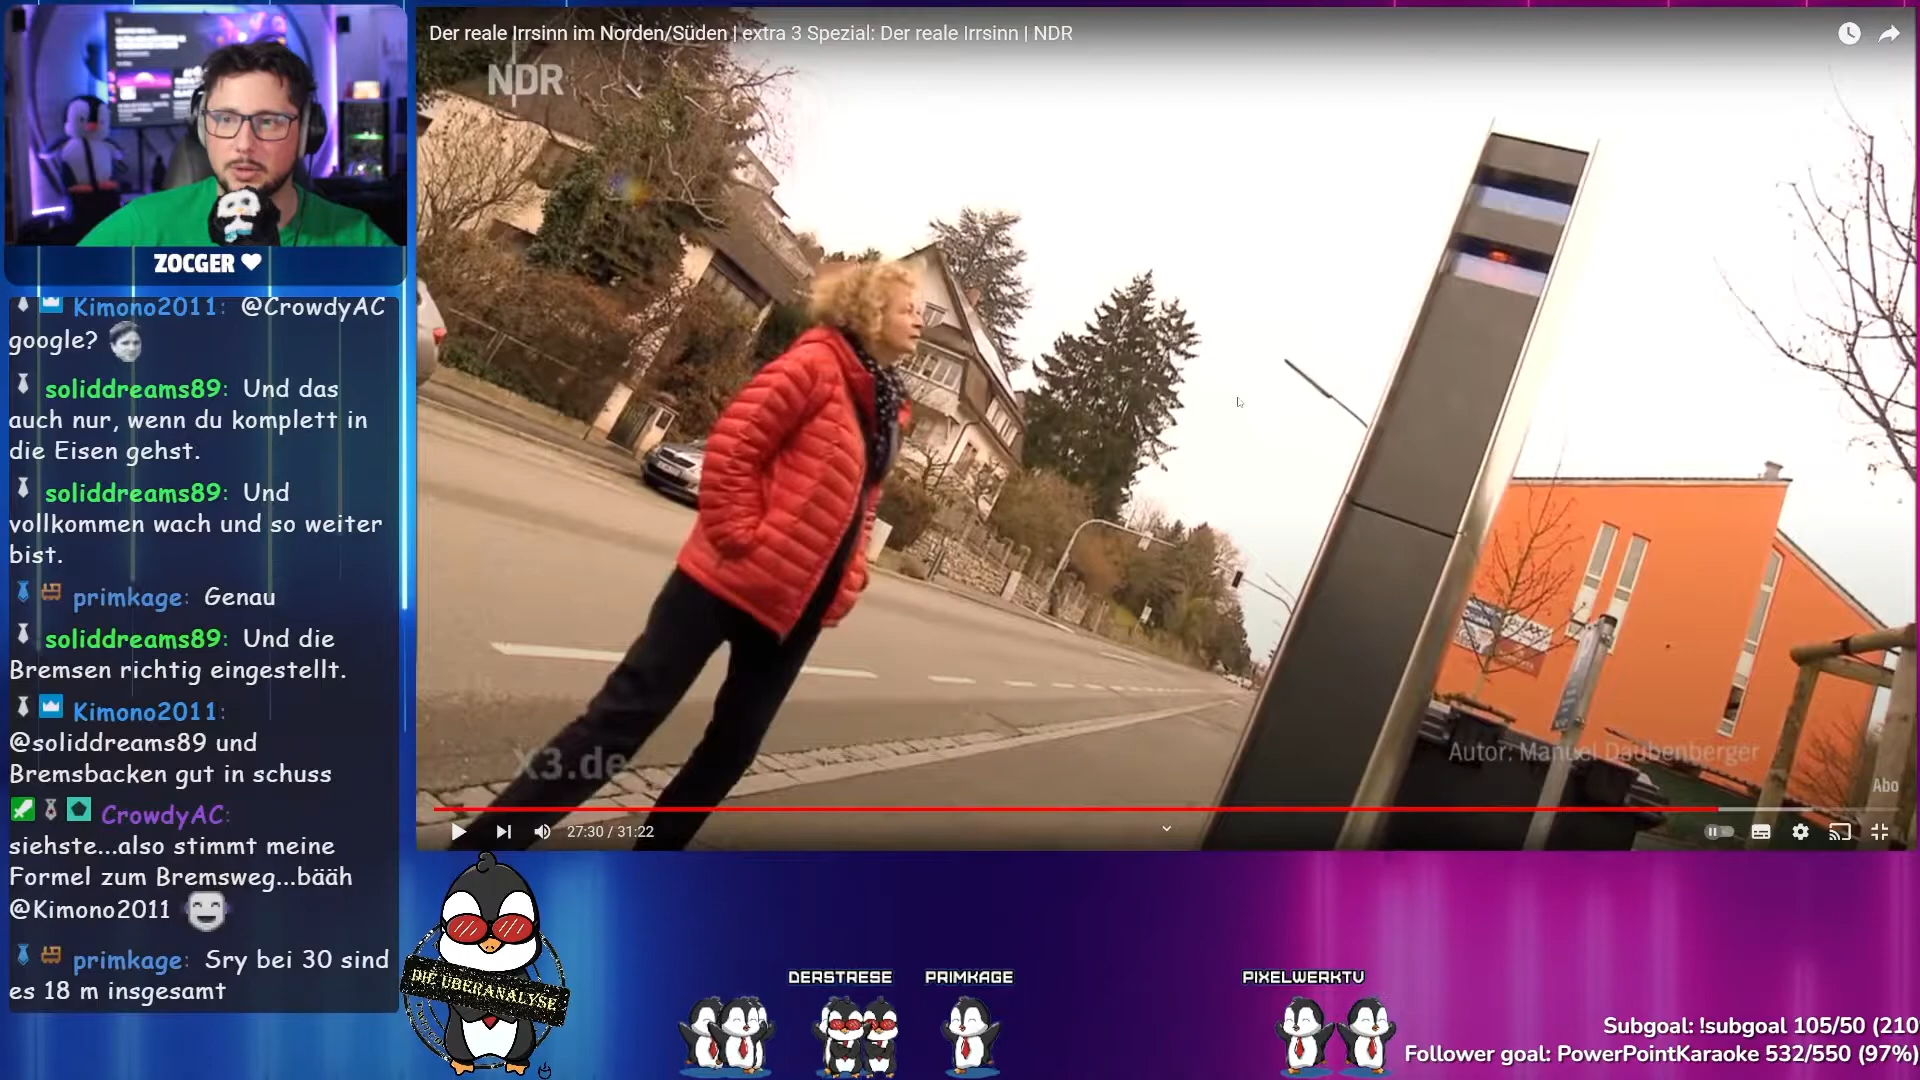 ZOCGER
Kimono2011: @CrowdyAC
google?
soliddreams89: Und das
auch nur, wenn du komplett in
die Eisen gehst.
soliddreams89: Und
vollkommen wach und so weiter
bist.
primkage: Genau
soliddreams89: Und die
Bremsen richtig eingestellt.
Kimono2011:
@soliddreams89 und
Bremsbacken gut in schuss
CrowdyAC:
siehste...also stimmt meine
Formel zum Bremsweg...bääh
@Kimono2011
primkage: Sry bei 30 sind
es 18 m insgesamt
Der reale Irrsinn im Norden/Süden | extra 3 Spezial: Der reale Irrsinn | NDR
NDR
X3.de
Autor: Manuel Daubenberger
Abo
27:30 / 31:22
DIE ÜBERANALYSE
DERSTRESE
PRIMKAGE
PIXELWERKTV
Subgoal: !subgoal 105/50 (210
Follower goal: PowerPointKaraoke 532/550 (97%)